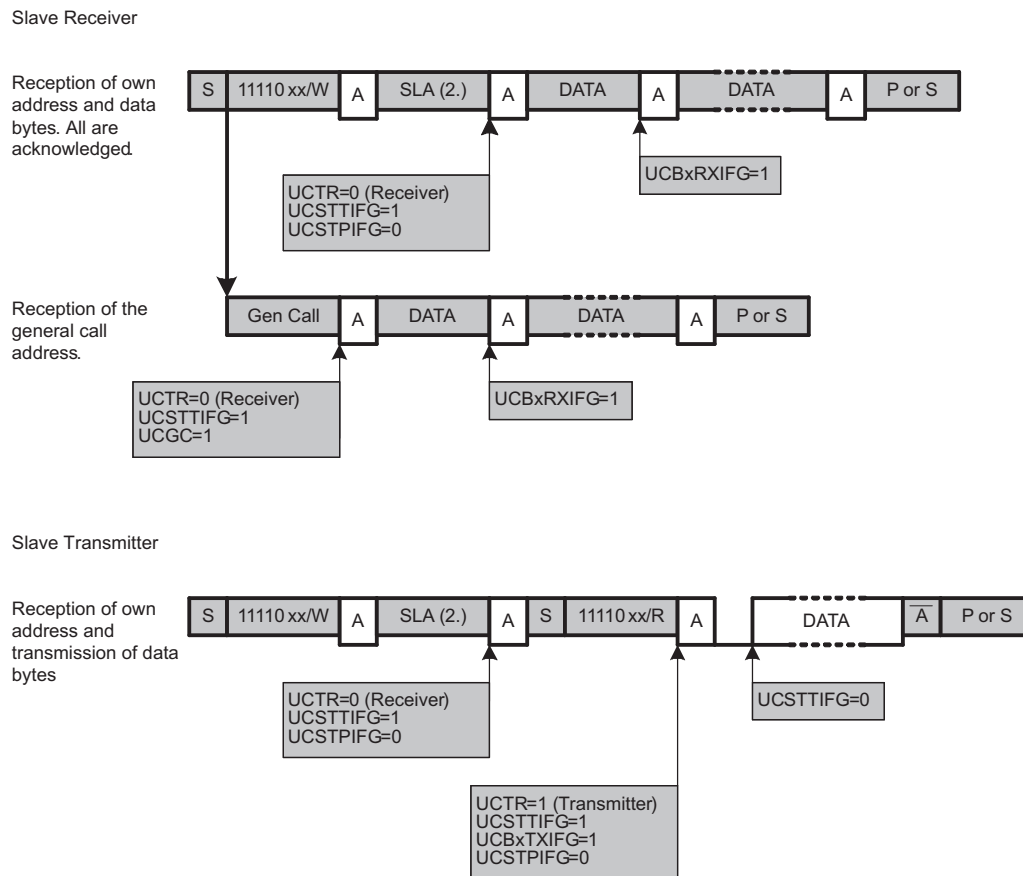 Slave Receiver
Reception of own
address and data
bytes. All are
acknowledged.
S 11110 xx/W A SLA (2.) A DATA A DATA A P or S
UCTR=0 (Receiver)
UCSTTIFG=1
UCSTPIFG=0
UCBxRXIFG=1
Reception of the
general call
address.
Gen Call A DATA A DATA A P or S
UCTR=0 (Receiver)
UCSTTIFG=1
UCGC=1
UCBxRXIFG=1
Slave Transmitter
Reception of own
address and
transmission of data
bytes
S 11110 xx/W A SLA (2.) A S 11110 xx/R A DATA A̅ P or S
UCTR=0 (Receiver)
UCSTTIFG=1
UCSTPIFG=0
UCSTTIFG=0
UCTR=1 (Transmitter)
UCSTTIFG=1
UCBxTXIFG=1
UCSTPIFG=0